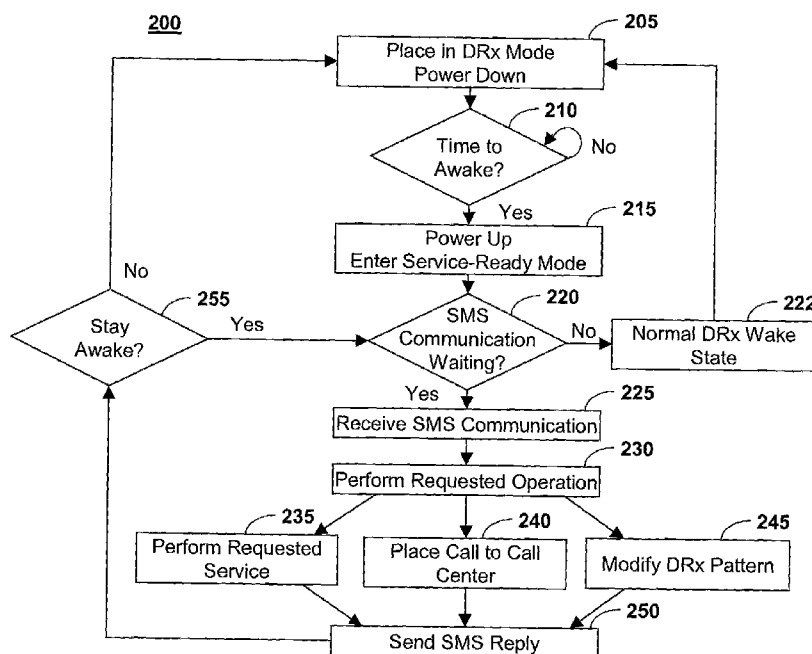 200
205
Place in DRx Mode
Power Down
210
Time to
Awake?
No
Yes
215
Power Up
Enter Service-Ready Mode
No
255
Stay
Awake?
Yes
220
SMS
Communication
Waiting?
No
222
Normal DRx Wake
State
Yes
225
Receive SMS Communication
230
Perform Requested Operation
235
Perform Requested
Service
240
Place Call to Call
Center
245
Modify DRx Pattern
250
Send SMS Reply